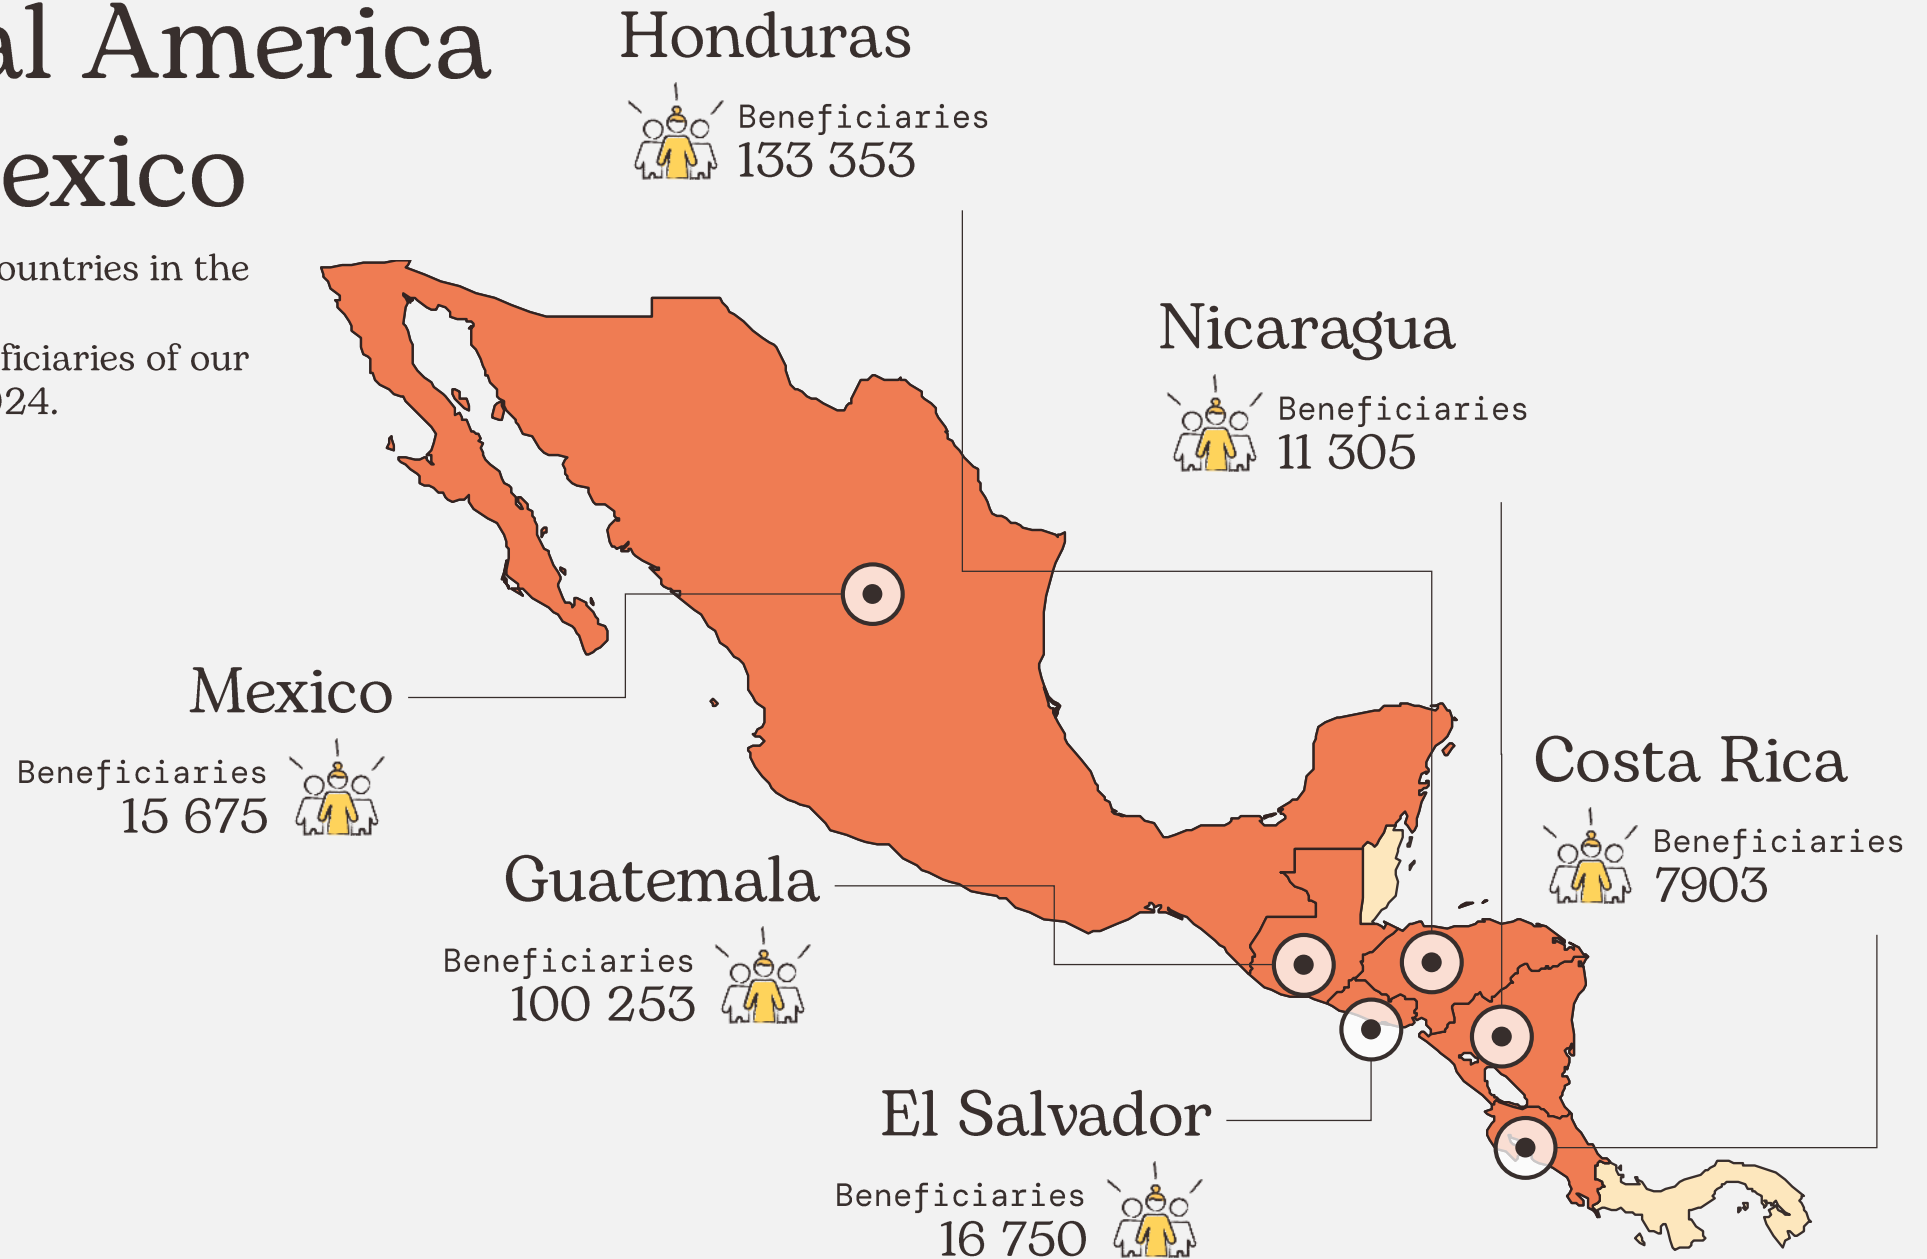 al America
exico
ountries in the
ficiaries of our
024.
Honduras
Beneficiaries
133 353
Nicaragua
Beneficiaries
11 305
Mexico
Beneficiaries
15 675
Costa Rica
Beneficiaries
7903
Guatemala
Beneficiaries
100 253
El Salvador
Beneficiaries
16 750